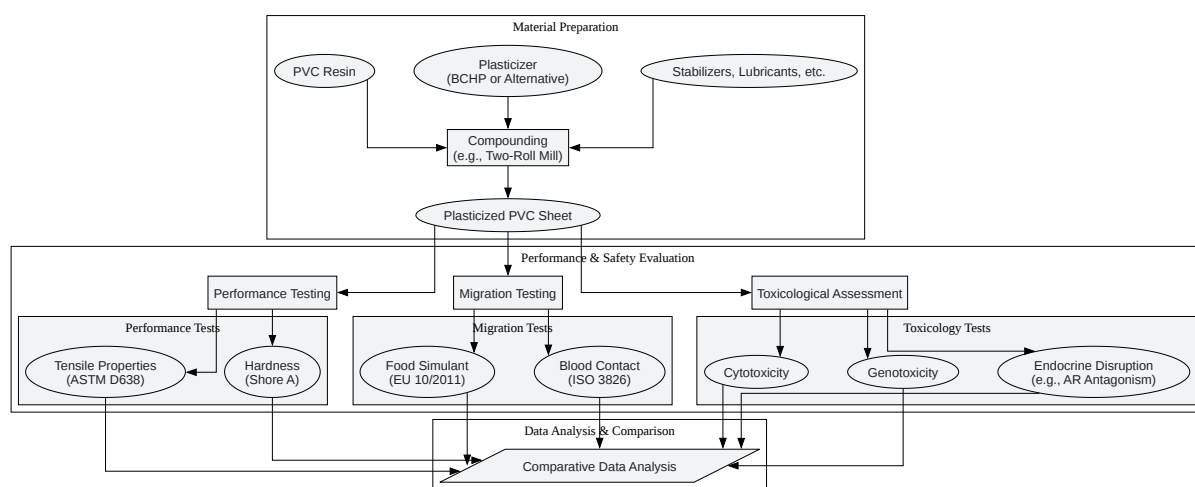 Material Preparation
PVC Resin
Plasticizer
(BCHP or Alternative)
Stabilizers, Lubricants, etc.
Compounding
(e.g., Two-Roll Mill)
Plasticized PVC Sheet
Performance & Safety Evaluation
Performance Testing
Migration Testing
Toxicological Assessment
Performance Tests
Tensile Properties
(ASTM D638)
Hardness
(Shore A)
Migration Tests
Food Simulant
(EU 10/2011)
Blood Contact
(ISO 3826)
Toxicology Tests
Cytotoxicity
Genotoxicity
Endocrine Disruption
(e.g., AR Antagonism)
Data Analysis & Comparison
Comparative Data Analysis